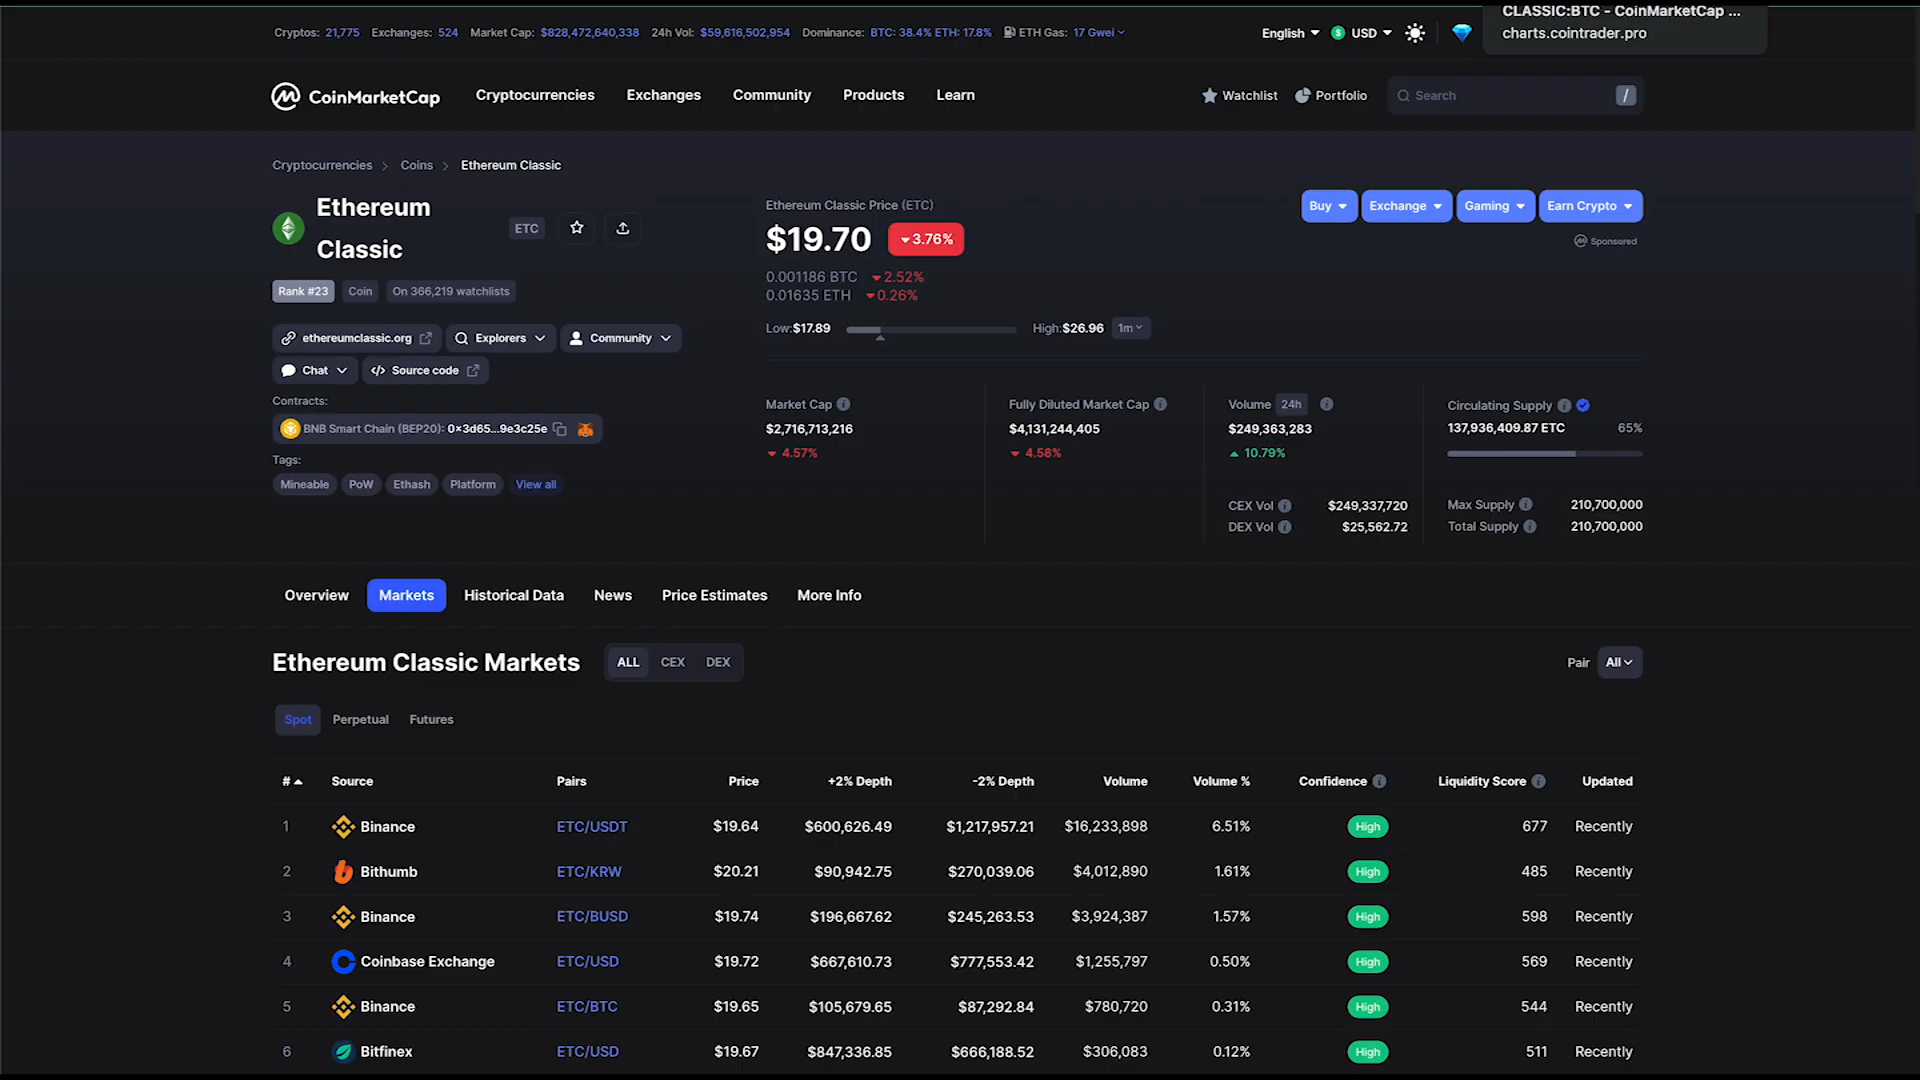 CLASSIC:BTC - CoinMarketCap ...
charts.cointrader.pro
Cryptos: 21,775 Exchanges: 524 Market Cap: $828,472,640,338 24h Vol: $59,616,502,954 Dominance: BTC: 38.4% ETH: 17.8% ETH Gas: 17 Gwei
English USD
CoinMarketCap Cryptocurrencies Exchanges Community Products Learn Watchlist Portfolio Search /
Cryptocurrencies > Coins > Ethereum Classic
Ethereum
Classic
ETC
Rank #23 Coin On 366,219 watchlists
ethereumclassic.org Explorers Community
Chat Source code
Contracts:
BNB Smart Chain (BEP20): 0x3d65...9e3c25e
Tags:
Mineable PoW Ethash Platform View all
Ethereum Classic Price (ETC)
$19.70 3.76%
0.001186 BTC 2.52%
0.01635 ETH 0.26%
Low:$17.89 High:$26.96 1m
Buy Exchange Gaming Earn Crypto
Sponsored
Market Cap
$2,716,713,216
4.57%
Fully Diluted Market Cap
$4,131,244,405
4.58%
Volume 24h
$249,363,283
10.79%
CEX Vol $249,337,720
DEX Vol $25,562.72
Circulating Supply
137,936,409.87 ETC 65%
Max Supply 210,700,000
Total Supply 210,700,000
Overview Markets Historical Data News Price Estimates More Info
Ethereum Classic Markets ALL CEX DEX Pair All
Spot Perpetual Futures
# Source Pairs Price +2% Depth -2% Depth Volume Volume % Confidence Liquidity Score Updated
1 Binance ETC/USDT $19.64 $600,626.49 $1,217,957.21 $16,233,898 6.51% High 677 Recently
2 Bithumb ETC/KRW $20.21 $90,942.75 $270,039.06 $4,012,890 1.61% High 485 Recently
3 Binance ETC/BUSD $19.74 $196,667.62 $245,263.53 $3,924,387 1.57% High 598 Recently
4 Coinbase Exchange ETC/USD $19.72 $667,610.73 $777,553.42 $1,255,797 0.50% High 569 Recently
5 Binance ETC/BTC $19.65 $105,679.65 $87,292.84 $780,720 0.31% High 544 Recently
6 Bitfinex ETC/USD $19.67 $847,336.85 $666,188.52 $306,083 0.12% High 511 Recently